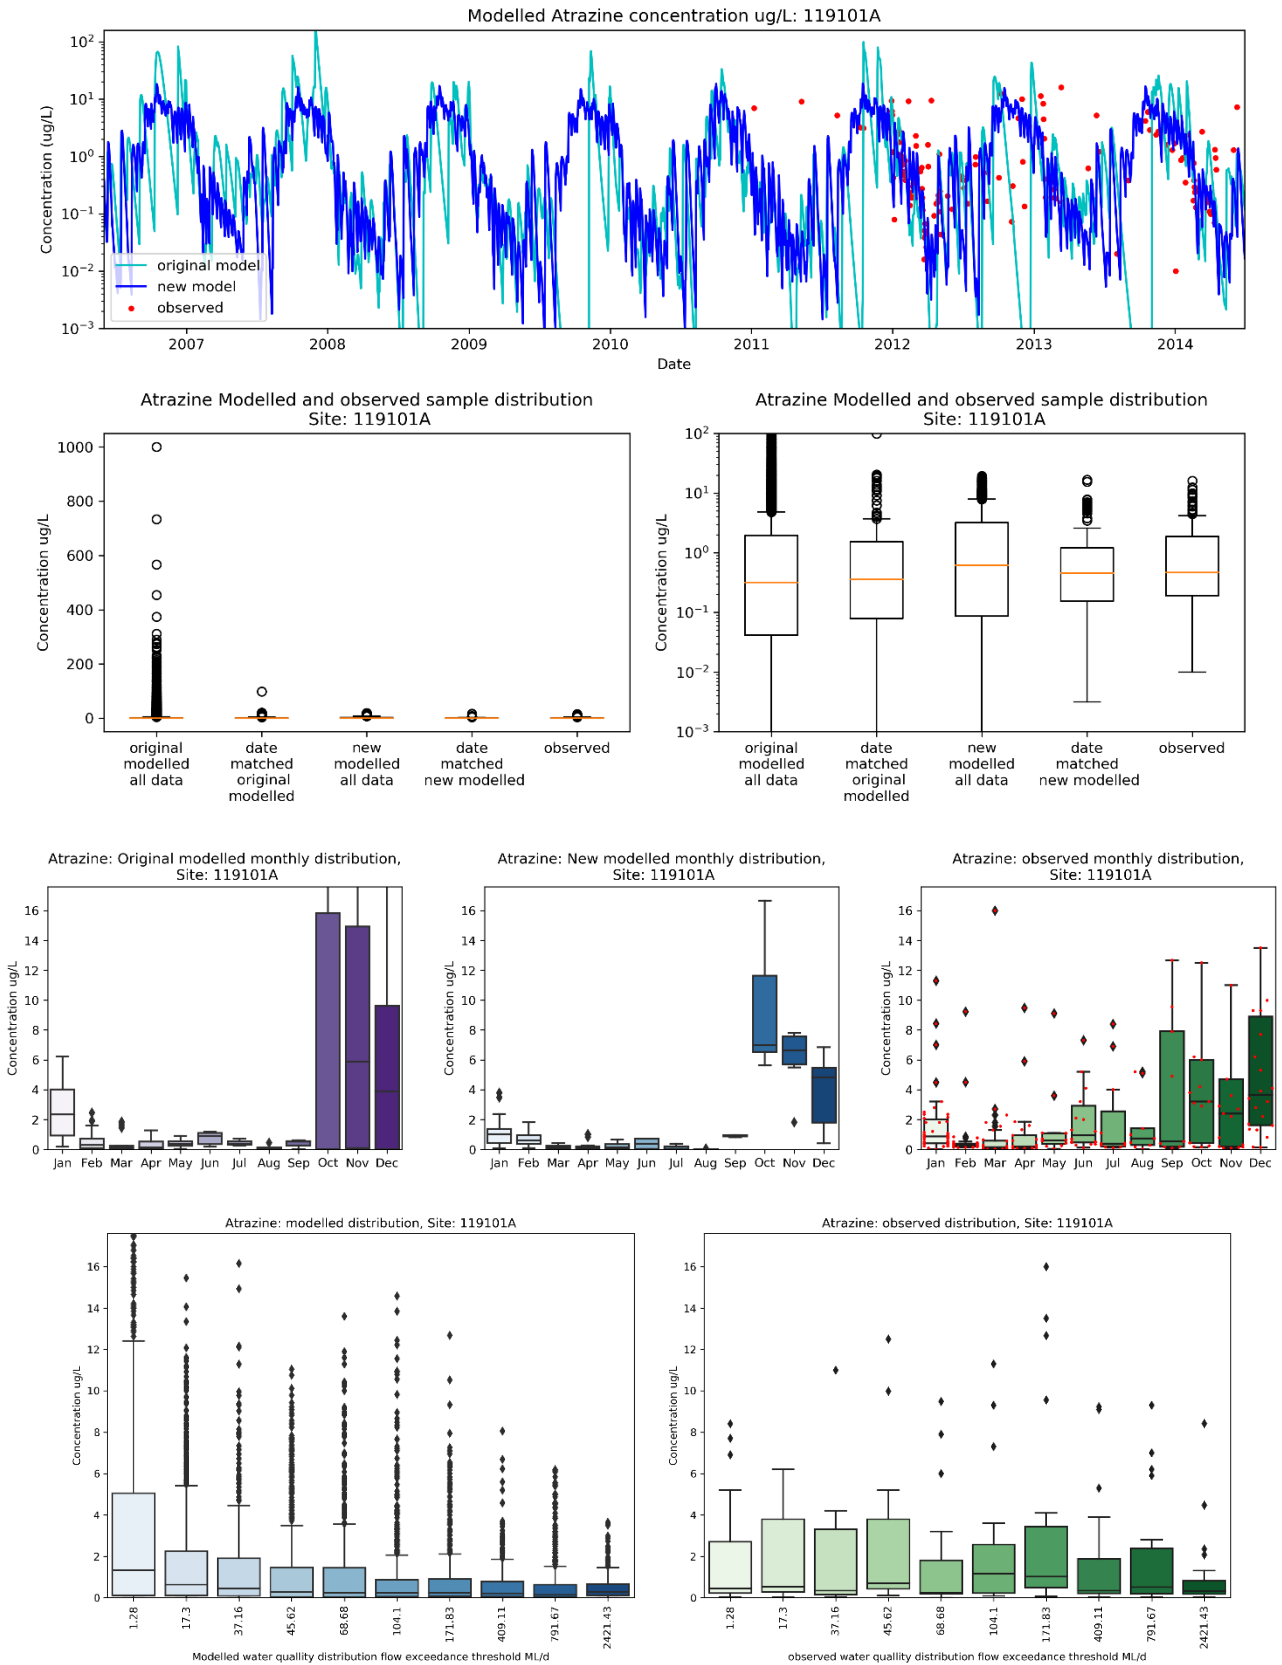 Modelled Atrazine concentration ug/L: 119101A
10²
10¹
10⁰
10⁻¹
10⁻²
10⁻³
Concentration (ug/L)
original model
new model
observed
2007 2008 2009 2010 2011 2012 2013 2014
Date
Atrazine Modelled and observed sample distribution
Site: 119101A
1000
800
600
400
200
0
Concentration ug/L
original modelled all data
date matched original modelled
new modelled all data
date matched new modelled
observed
Atrazine Modelled and observed sample distribution
Site: 119101A
10²
10¹
10⁰
10⁻¹
10⁻²
10⁻³
Concentration ug/L
original modelled all data
date matched original modelled
new modelled all data
date matched new modelled
observed
Atrazine: Original modelled monthly distribution,
Site: 119101A
16
14
12
10
8
6
4
2
0
Concentration ug/L
Jan Feb Mar Apr May Jun Jul Aug Sep Oct Nov Dec
Atrazine: New modelled monthly distribution,
Site: 119101A
16
14
12
10
8
6
4
2
0
Concentration ug/L
Jan Feb Mar Apr May Jun Jul Aug Sep Oct Nov Dec
Atrazine: observed monthly distribution,
Site: 119101A
16
14
12
10
8
6
4
2
0
Concentration ug/L
Jan Feb Mar Apr May Jun Jul Aug Sep Oct Nov Dec
Atrazine: modelled distribution, Site: 119101A
16
14
12
10
8
6
4
2
0
Concentration ug/L
1.28 17.3 37.16 45.62 68.68 104.1 171.83 409.11 791.67 2421.43
Modelled water quallity distribution flow exceedance threshold ML/d
Atrazine: observed distribution, Site: 119101A
16
14
12
10
8
6
4
2
0
Concentration ug/L
1.28 17.3 37.16 45.62 68.68 104.1 171.83 409.11 791.67 2421.43
observed water quallity distribution flow exceedance threshold ML/d